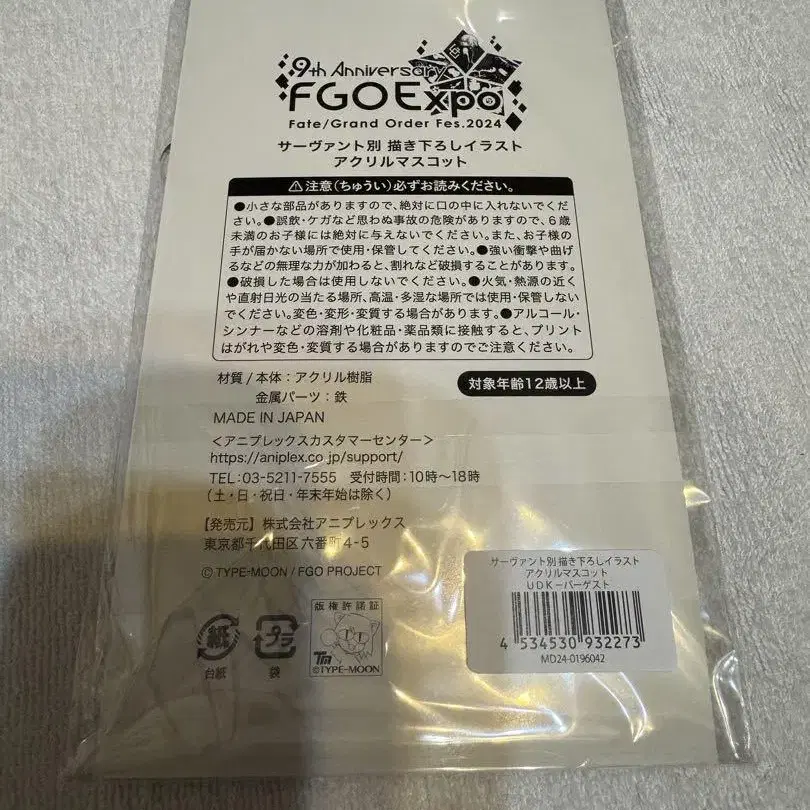 9th Anniversary
FGO Expo
Fate/Grand Order Fes.2024
サーヴァント別 描き下ろしイラスト
アクリルマスコット
⚠注意(ちゅうい)必ずお読みください。
●小さな部品がありますので、絶対に口の中に入れないでくだ
さい。●誤飲・ケガなど思わぬ事故の危険がありますので、6歳
未満のお子様には絶対に与えないでください。また、お子様の
手が届かない場所で使用・保管してください。●強い衝撃や曲げ
るなどの無理な力が加わると、割れなど破損することがあります。
●破損した場合は使用しないでください。●火気・熱源の近く
や直射日光の当たる場所、高温・多湿な場所では使用・保管しない
でください。変色・変形・変質する場合があります。●アルコール・
シンナーなどの溶剤や化粧品・薬品類に接触すると、プリント
はがれや変色・変質する場合がありますのでご注意ください。
材質/本体:アクリル樹脂
金属パーツ:鉄
対象年齢12歳以上
MADE IN JAPAN
<アニプレックスカスタマーセンター>
https://aniplex.co.jp/support/
TEL:03-5211-7555 受付時間:10時~18時
(土・日・祝日・年末年始は除く)
【発売元】株式会社アニプレックス
東京都千代田区六番町4-5
© TYPE-MOON / FGO PROJECT
紙
台紙
プラ
袋
版権許諾証
TM
©TYPE-MOON
サーヴァント別 描き下ろしイラスト
アクリルマスコット
UDK-バーゲスト
4 534530 932273
MD24-0196042